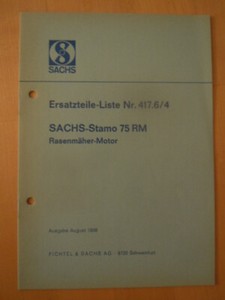 SACHS
Ersatzteile-Liste Nr. 417.6/4
SACHS-Stamo 75 RM
Rasenmäher-Motor
Ausgabe August
FICHTEL & SACHS AG · 8720 Schweinfurt